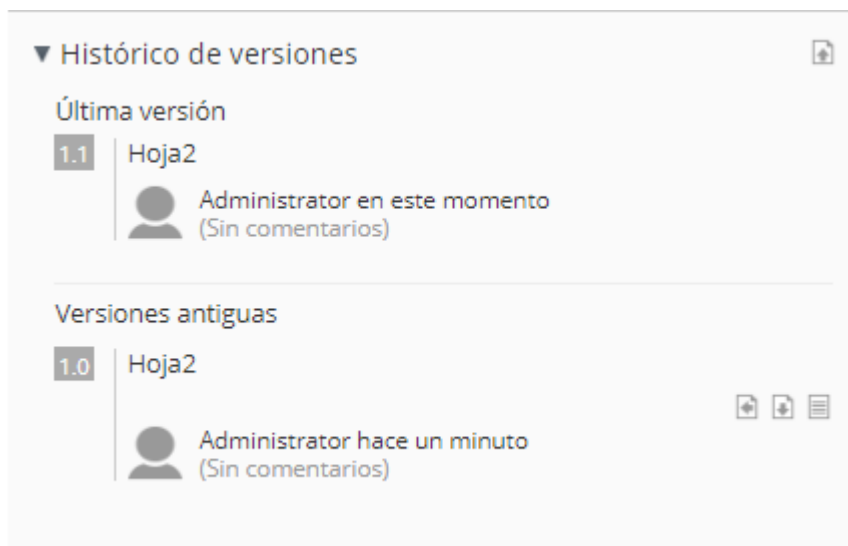 Histórico de versiones
Última versión
1.1 Hoja2
Administrator en este momento
(Sin comentarios)
Versiones antiguas
1.0 Hoja2
Administrator hace un minuto
(Sin comentarios)